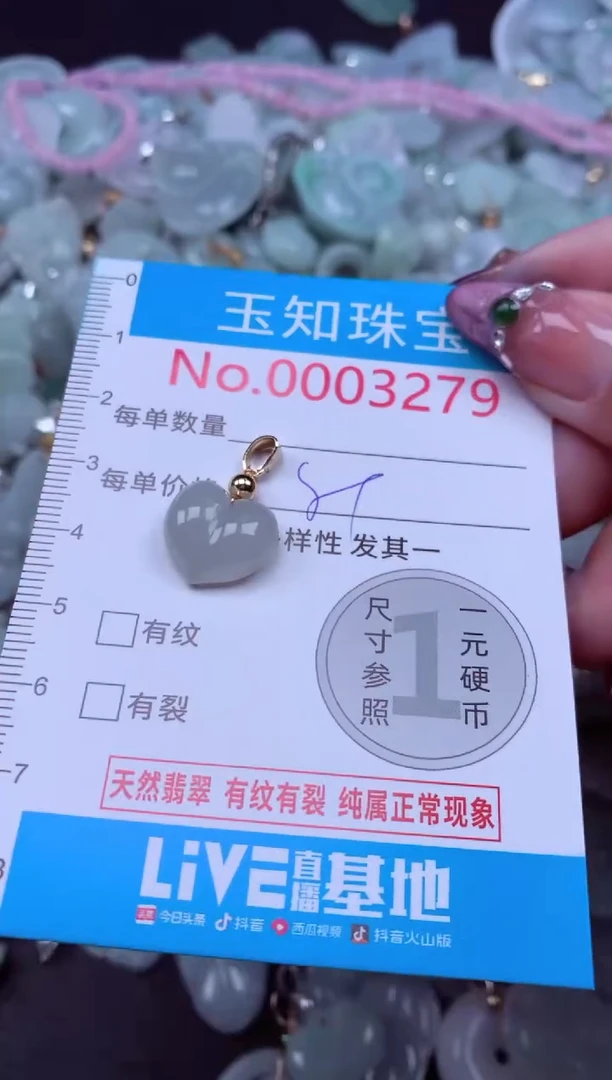 0
玉知珠宝
1
No.0003279
2
每单数量
3
每单价
4
样性 发其一
尺寸参照
1
一元硬币
5
有纹
6
有裂
7
天然翡翠 有纹有裂 纯属正常现象
LiVE直播基地
头条 今日头条 抖音 西瓜视频 抖音火山版